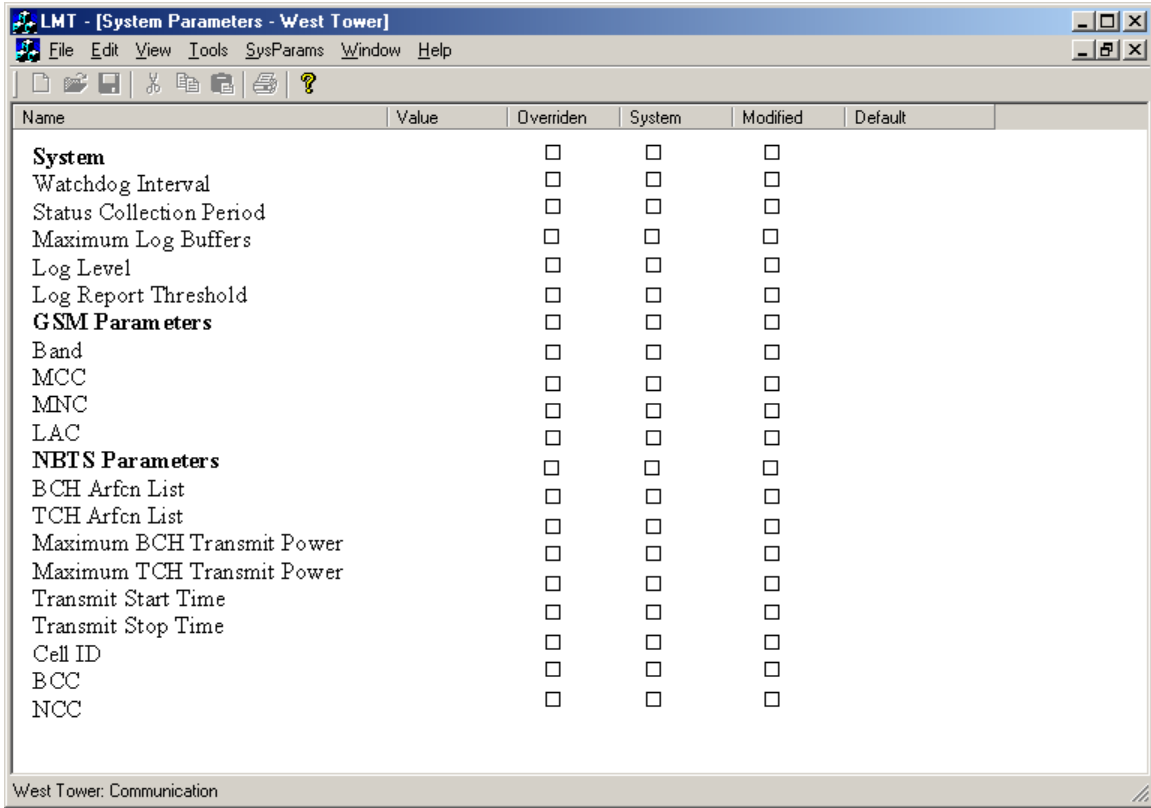 LMT - [System Parameters - West Tower]
File Edit View Tools SysParams Window Help
Name Value Overriden System Modified Default
System
Watchdog Interval
Status Collection Period
Maximum Log Buffers
Log Level
Log Report Threshold
GSM Parameters
Band
MCC
MNC
LAC
NBTS Parameters
BCH Arfcn List
TCH Arfcn List
Maximum BCH Transmit Power
Maximum TCH Transmit Power
Transmit Start Time
Transmit Stop Time
Cell ID
BCC
NCC
West Tower: Communication